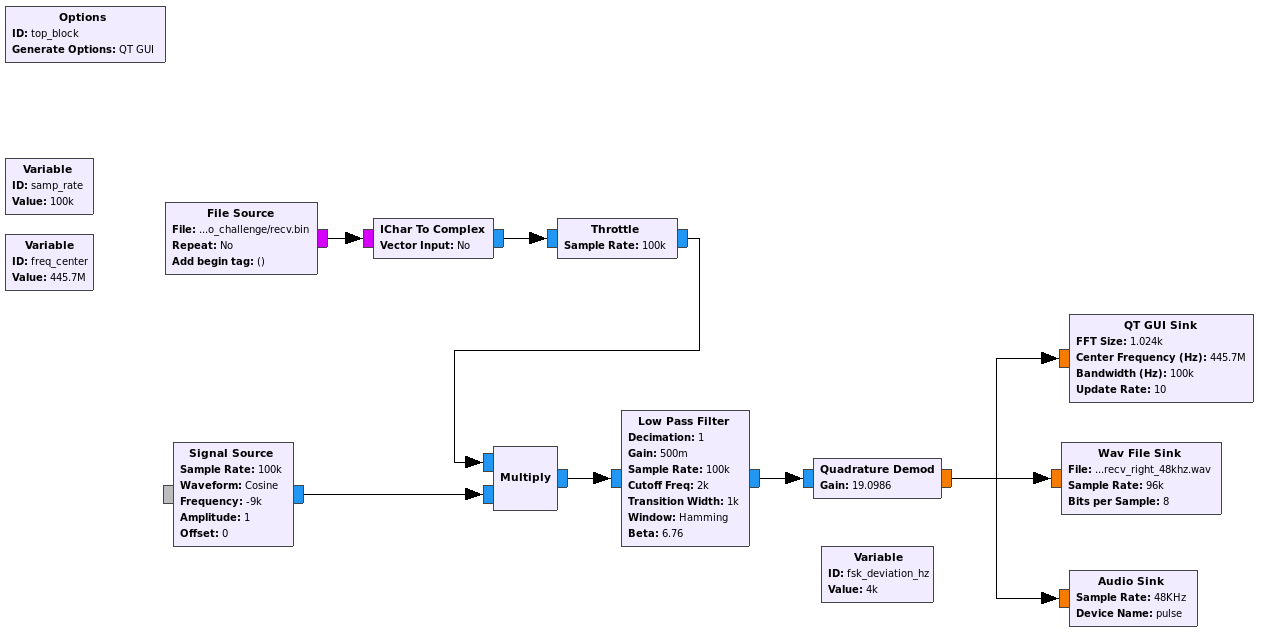 Options
ID: top_block
Generate Options: QT GUI
Variable
ID: samp_rate
Value: 100k
Variable
ID: freq_center
Value: 445.7M
File Source
File: ...o_challenge/recv.bin
Repeat: No
Add begin tag: ()
IChar To Complex
Vector Input: No
Throttle
Sample Rate: 100k
Signal Source
Sample Rate: 100k
Waveform: Cosine
Frequency: -9k
Amplitude: 1
Offset: 0
Multiply
Low Pass Filter
Decimation: 1
Gain: 500m
Sample Rate: 100k
Cutoff Freq: 2k
Transition Width: 1k
Window: Hamming
Beta: 6.76
Quadrature Demod
Gain: 19.0986
Variable
ID: fsk_deviation_hz
Value: 4k
QT GUI Sink
FFT Size: 1.024k
Center Frequency (Hz): 445.7M
Bandwidth (Hz): 100k
Update Rate: 10
Wav File Sink
File: ...recv_right_48khz.wav
Sample Rate: 96k
Bits per Sample: 8
Audio Sink
Sample Rate: 48KHz
Device Name: pulse